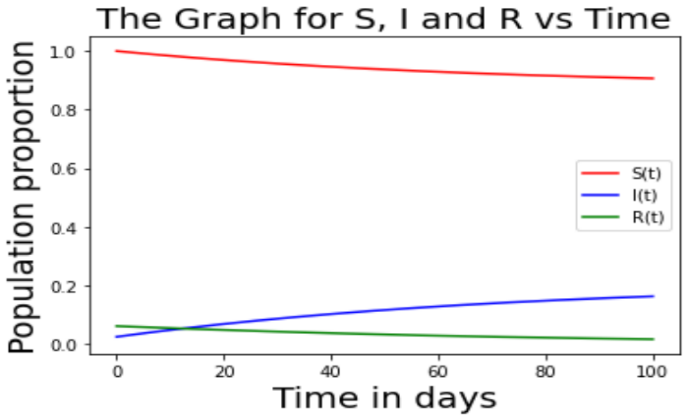 The Graph for S, I and R vs Time
Population proportion
1.0
0.8
0.6
0.4
0.2
0.0
S(t)
I(t)
R(t)
0 20 40 60 80 100
Time in days